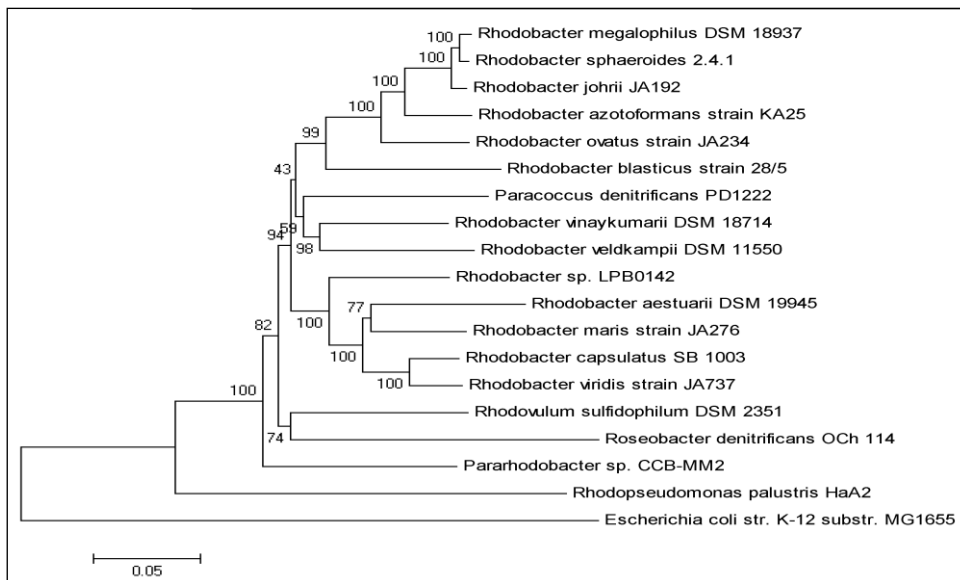 100
Rhodobacter megalophilus DSM 18937
100
Rhodobacter sphaeroides 2.4.1
100
Rhodobacter johrii JA192
100
Rhodobacter azotoformans strain KA25
99
Rhodobacter ovatus strain JA234
43
Rhodobacter blasticus strain 28/5
Paracoccus denitrificans PD1222
59
Rhodobacter vinaykumarii DSM 18714
94
98
Rhodobacter veldkampii DSM 11550
Rhodobacter sp. LPB0142
77
Rhodobacter aestuarii DSM 19945
100
82
Rhodobacter maris strain JA276
100
Rhodobacter capsulatus SB 1003
100
Rhodobacter viridis strain JA737
100
Rhodovulum sulfidophilum DSM 2351
74
Roseobacter denitrificans OCh 114
Pararhodobacter sp. CCB-MM2
Rhodopseudomonas palustris HaA2
Escherichia coli str. K-12 substr. MG1655
0.05